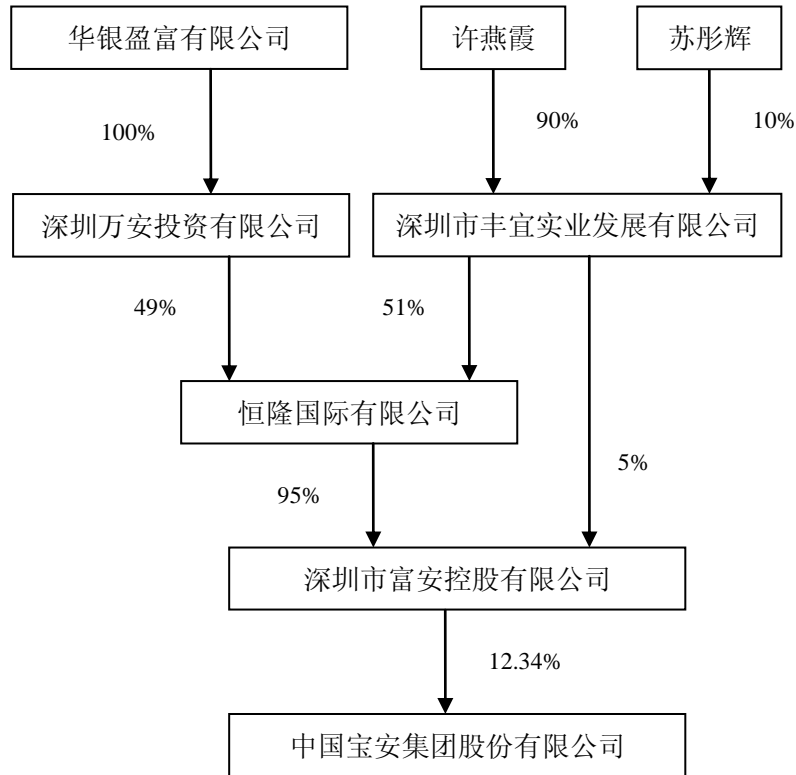 华银盈富有限公司
许燕霞
苏彤辉
100%
90%
10%
深圳万安投资有限公司
深圳市丰宜实业发展有限公司
49%
51%
恒隆国际有限公司
5%
95%
深圳市富安控股有限公司
12.34%
中国宝安集团股份有限公司